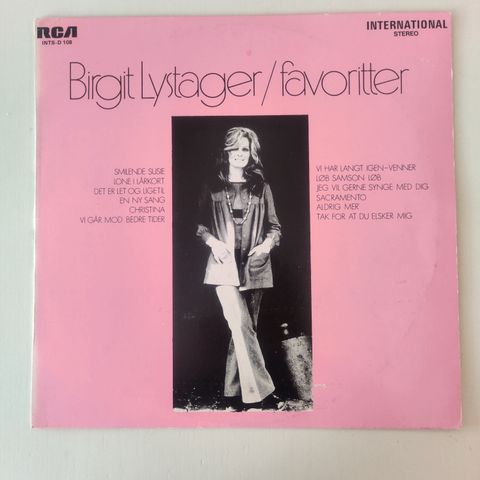 RCA
INTS-D 108
INTERNATIONAL
STEREO
Birgit Lystager/favoritter
SMILENDE SUSIE
LONE I LÅRKORT
DET ER LET OG LIGETIL
EN NY SANG
CHRISTINA
VI GÅR MOD BEDRE TIDER
VI HAR LANGT IGEN-VENNER
LØB SAMSON LØB
JEG VIL GERNE SYNGE MED DIG
SACRAMENTO
ALDRIG MER
TAK FOR AT DU ELSKER MIG